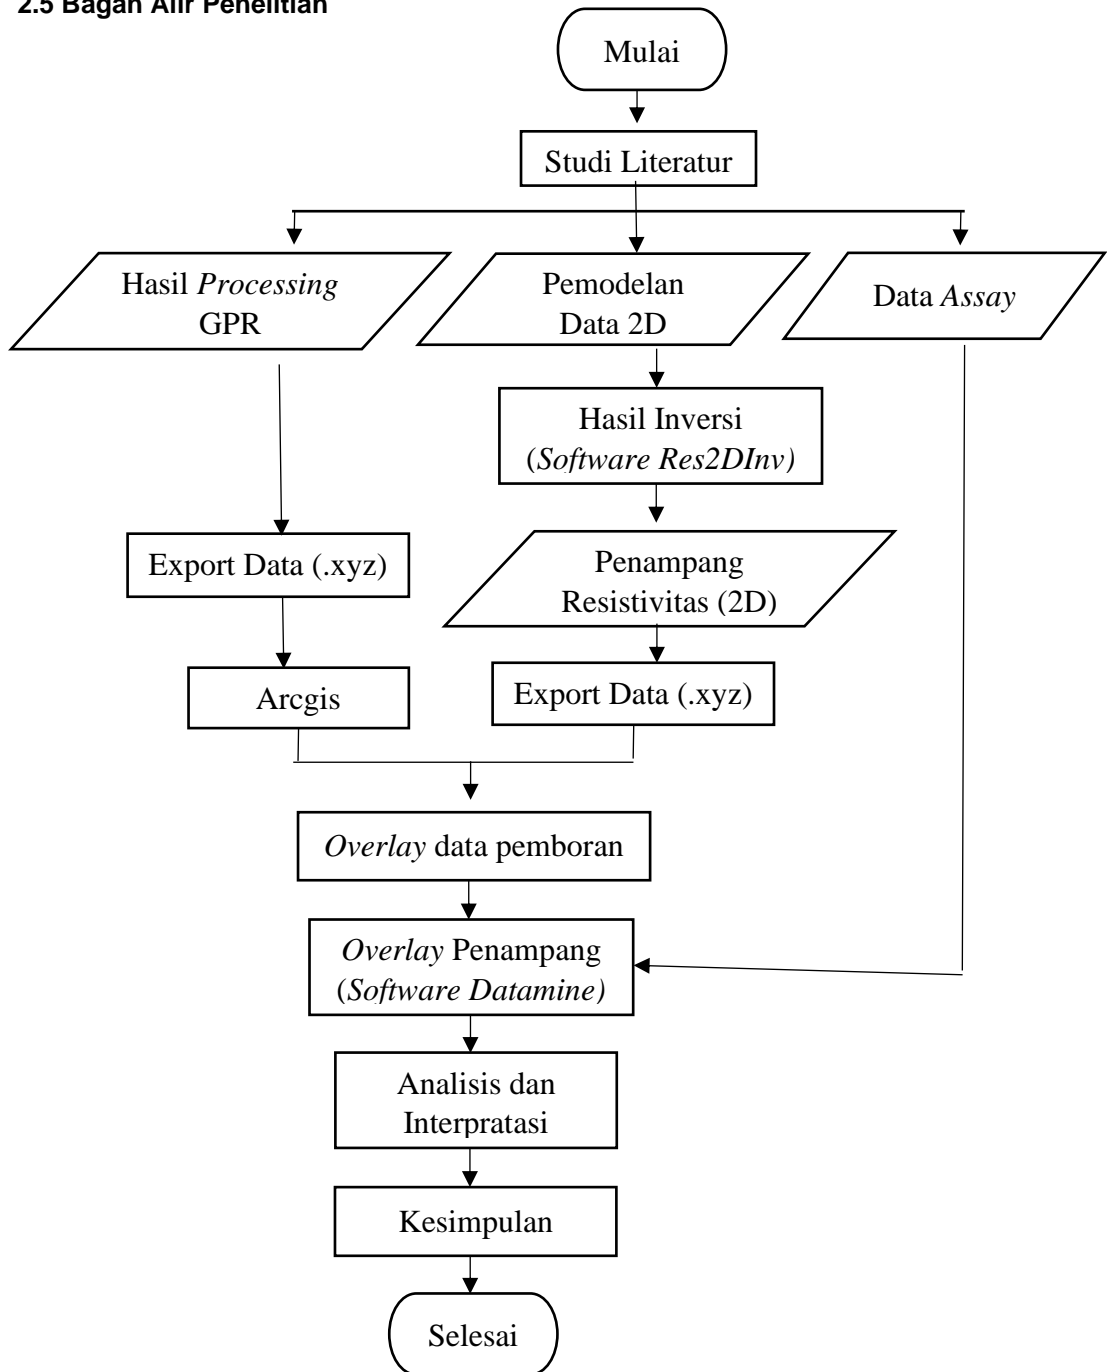 2.5 Bagan Alir Penelitian
Mulai
Studi Literatur
Hasil Processing
GPR
Pemodelan
Data 2D
Data Assay
Hasil Inversi
(Software Res2DInv)
Export Data (.xyz)
Penampang
Resistivitas (2D)
Arcgis
Export Data (.xyz)
Overlay data pemboran
Overlay Penampang
(Software Datamine)
Analisis dan
Interpratasi
Kesimpulan
Selesai